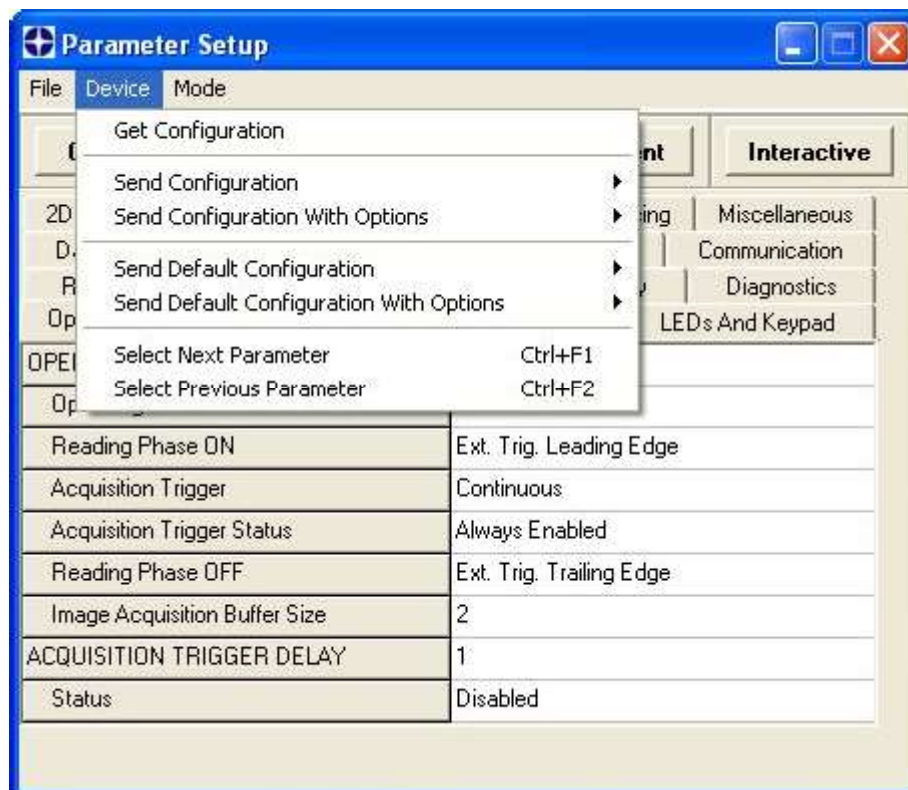 Parameter Setup
File Device Mode
Get Configuration
Interactive
Send Configuration
Send Configuration With Options
Miscellaneous
Communication
Send Default Configuration
Send Default Configuration With Options
Diagnostics
LEDs And Keypad
Select Next Parameter Ctrl+F1
Select Previous Parameter Ctrl+F2
Reading Phase ON Ext. Trig. Leading Edge
Acquisition Trigger Continuous
Acquisition Trigger Status Always Enabled
Reading Phase OFF Ext. Trig. Trailing Edge
Image Acquisition Buffer Size 2
ACQUISITION TRIGGER DELAY 1
Status Disabled